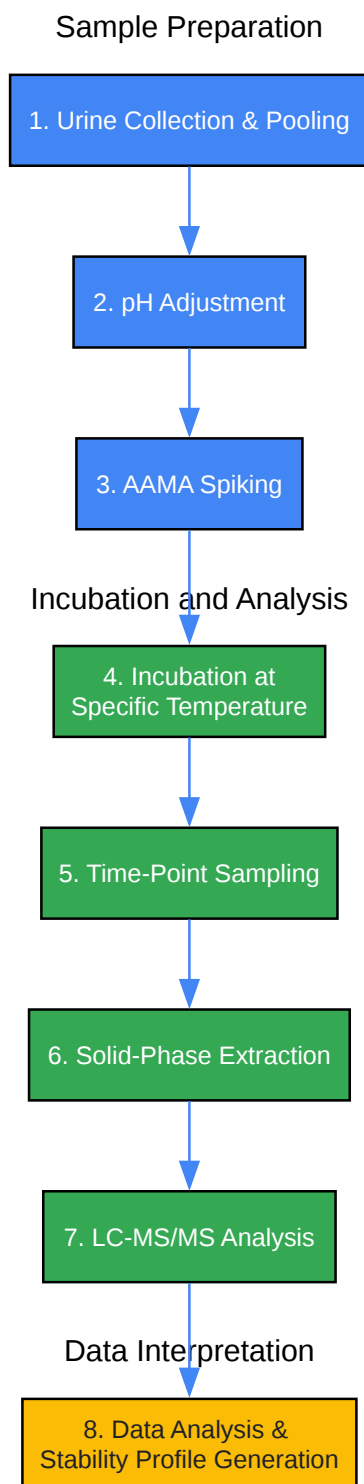 Sample Preparation
1. Urine Collection & Pooling
2. pH Adjustment
3. AAMA Spiking
Incubation and Analysis
4. Incubation at
Specific Temperature
5. Time-Point Sampling
6. Solid-Phase Extraction
7. LC-MS/MS Analysis
Data Interpretation
8. Data Analysis &
Stability Profile Generation